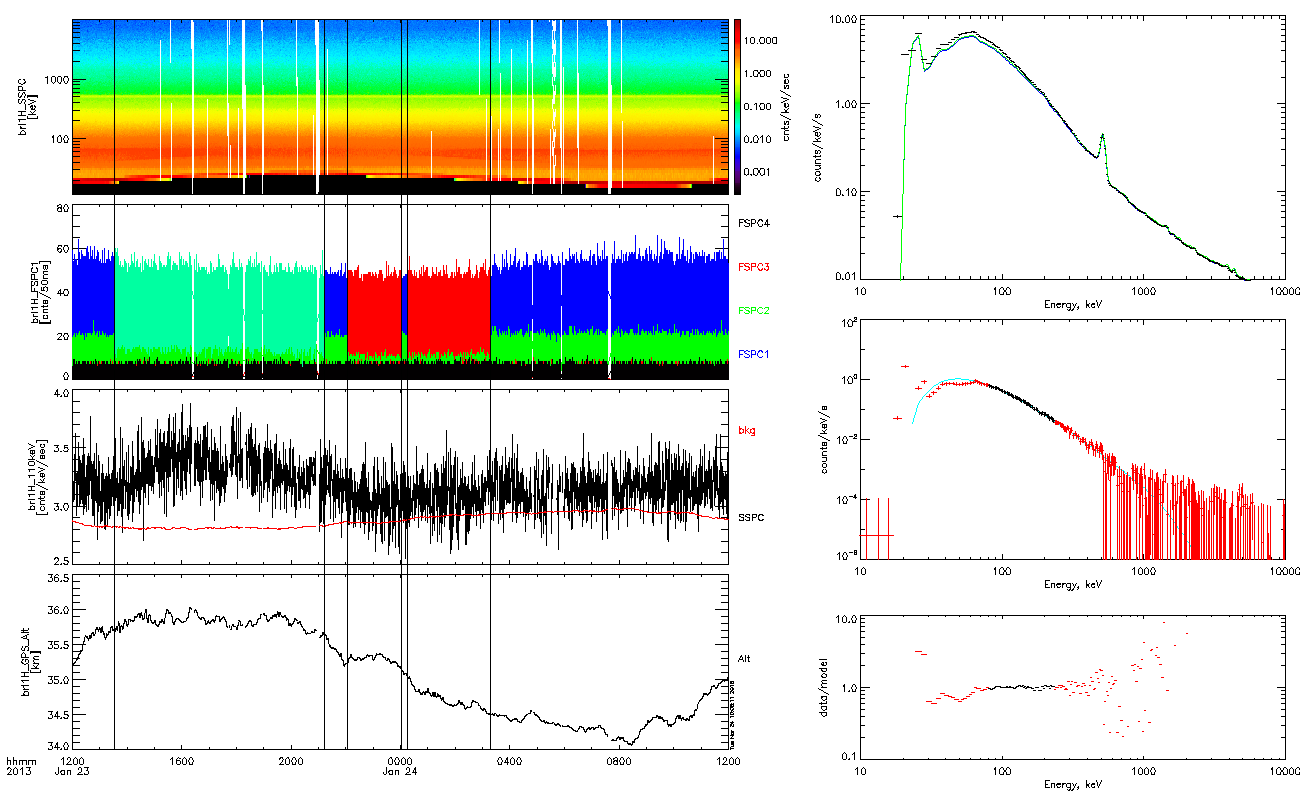 brl1H_SSPC
[keV]
1000
100
10.000
1.000
0.100
0.010
0.001
cnts/keV/sec
brl1H_FSPC1
[cnts/50ms]
80
60
40
20
0
FSPC4
FSPC3
FSPC2
FSPC1
brl1H_110keV
[cnts/keV/sec]
4.0
3.5
3.0
2.5
bkg
SSPC
brl1H_GPS_Alt
[km]
36.5
36.0
35.5
35.0
34.5
34.0
Alt
hhmm
2013
1200 1600 2000 0000 0400 0800 1200
Jan 23 Jan 24
counts/keV/s
10.00
1.00
0.10
0.01
10 100 1000 10000
Energy, keV
counts/keV/s
10^2
10^0
10^-2
10^-4
10^-6
10 100 1000 10000
Energy, keV
data/model
10.0
1.0
0.1
10 100 1000 10000
Energy, keV